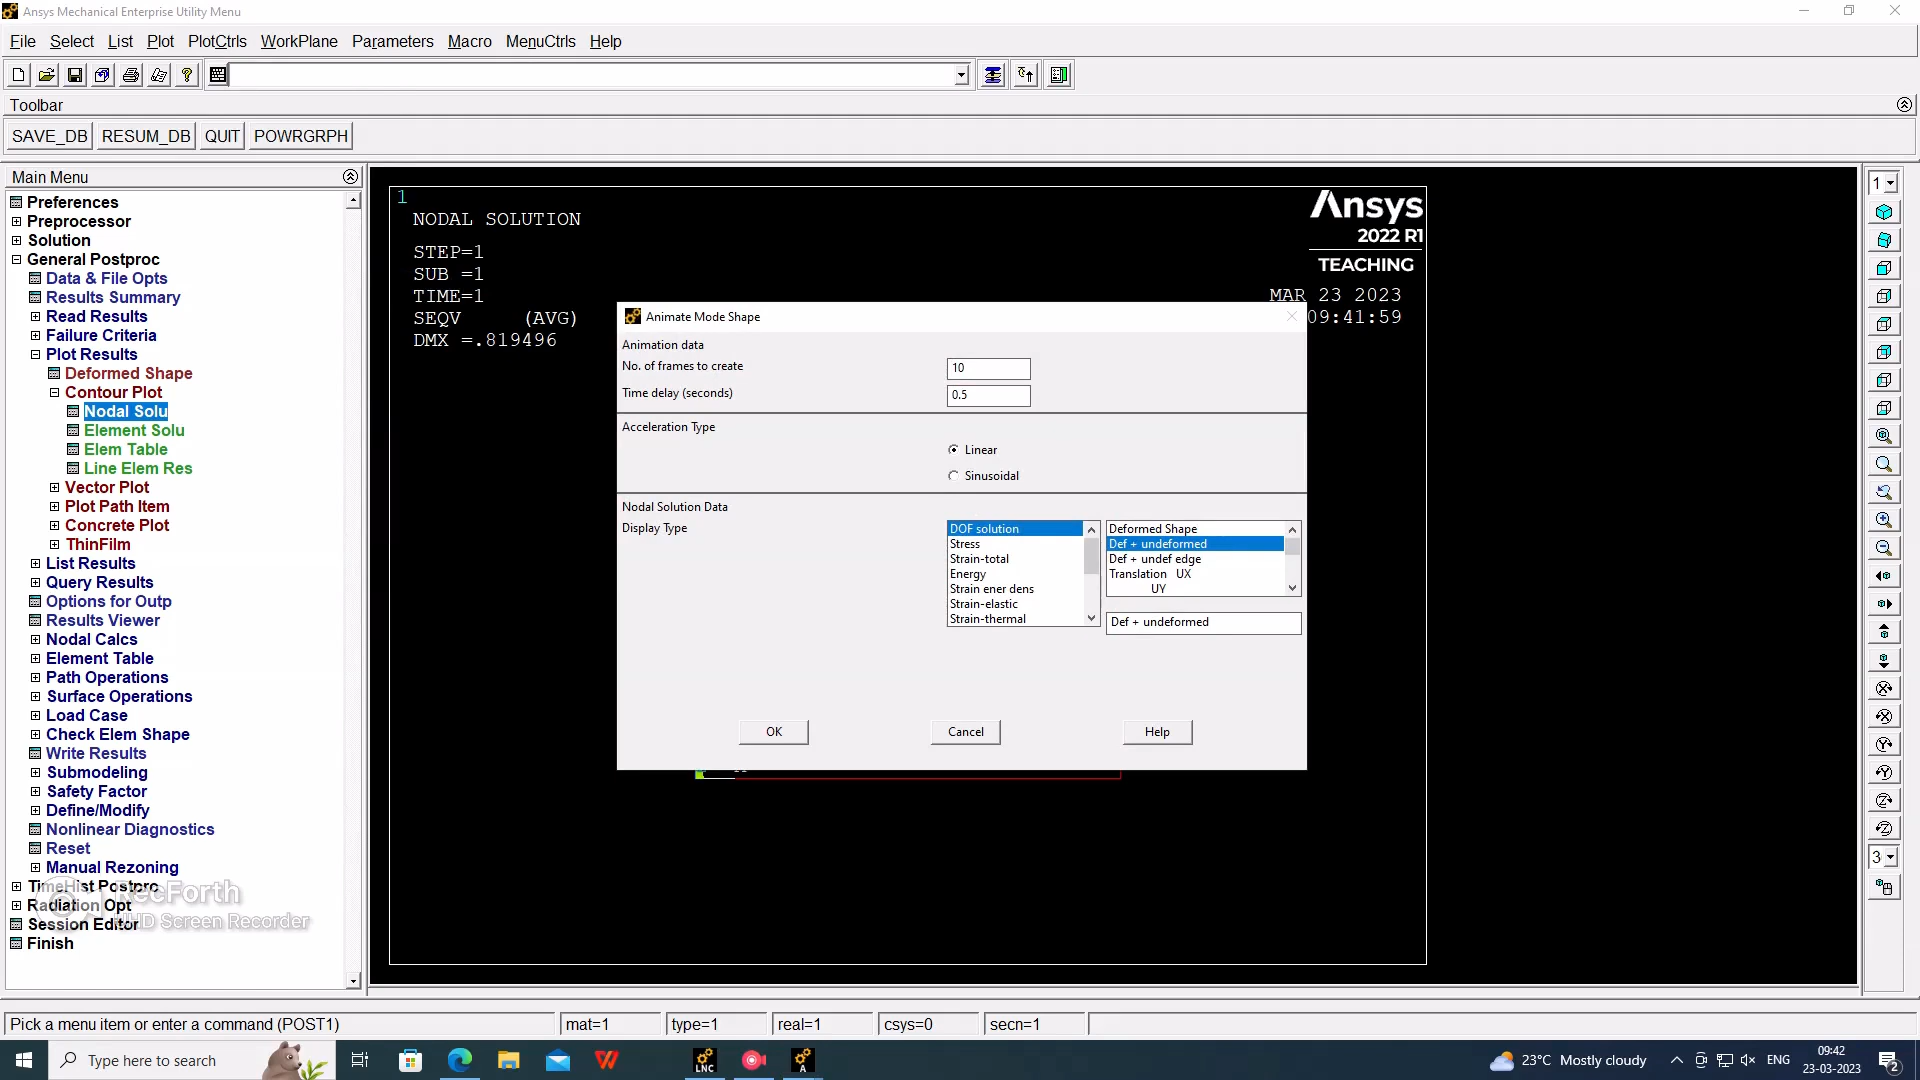 Ansys Mechanical Enterprise Utility Menu
File Select List Plot PlotCtrls WorkPlane Parameters Macro MenuCtrls Help
Toolbar
SAVE_DB RESUM_DB QUIT POWRGRPH
Main Menu
Preferences
Preprocessor
Solution
General Postproc
Data & File Opts
Results Summary
Read Results
Failure Criteria
Plot Results
Deformed Shape
Contour Plot
Nodal Solu
Element Solu
Elem Table
Line Elem Res
Vector Plot
Plot Path Item
Concrete Plot
ThinFilm
List Results
Query Results
Options for Outp
Results Viewer
Nodal Calcs
Element Table
Path Operations
Surface Operations
Load Case
Check Elem Shape
Write Results
Submodeling
Safety Factor
Define/Modify
Nonlinear Diagnostics
Reset
Manual Rezoning
TimeHist Postpro
Radiation Opt
Session Editor
Finish
RecForth
UHD Screen Recorder
1
NODAL SOLUTION
STEP=1
SUB =1
TIME=1
SEQV (AVG)
DMX =.819496
Ansys
2022 R1
TEACHING
MAR 23 2023
09:41:59
Animate Mode Shape
Animation data
No. of frames to create 10
Time delay (seconds) 0.5
Acceleration Type
Linear
Sinusoidal
Nodal Solution Data
Display Type
DOF solution
Stress
Strain-total
Energy
Strain ener dens
Strain-elastic
Strain-thermal
Deformed Shape
Def + undeformed
Def + undef edge
Translation UX
UY
Def + undeformed
OK Cancel Help
1
3
Pick a menu item or enter a command (POST1) mat=1 type=1 real=1 csys=0 secn=1
Type here to search
LNC
A
23°C Mostly cloudy
ENG
09:42
23-03-2023
2